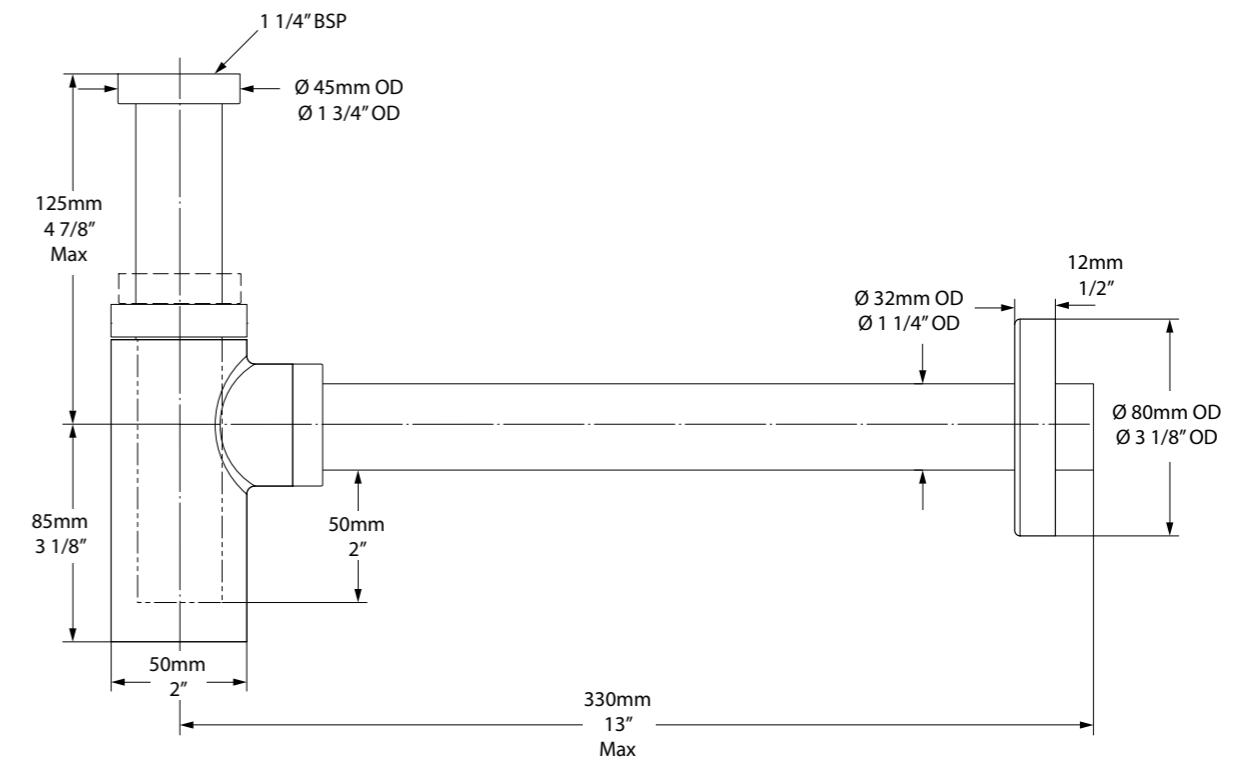 1 1/4” BSP
Ø 45mm OD
Ø 1 3/4” OD
125mm
4 7/8”
Max
12mm
1/2”
Ø 32mm OD
Ø 1 1/4” OD
Ø 80mm OD
Ø 3 1/8” OD
85mm
3 1/8”
50mm
2”
50mm
2”
330mm
13”
Max